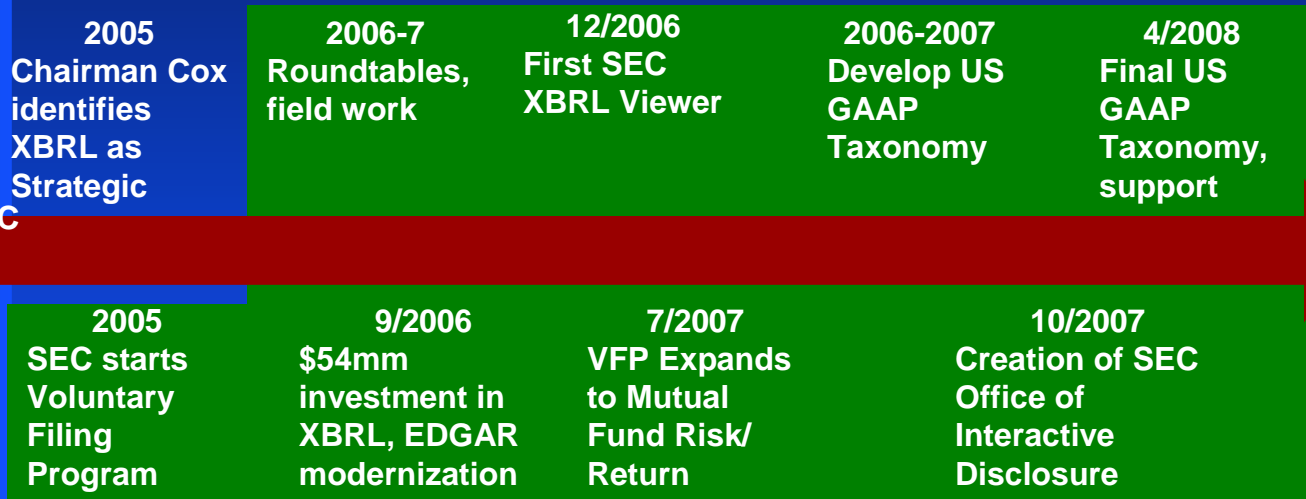 2005
Chairman Cox
identifies
XBRL as
Strategic
2006-7
Roundtables,
field work
12/2006
First SEC
XBRL Viewer
2006-2007
Develop US
GAAP
Taxonomy
4/2008
Final US
GAAP
Taxonomy,
support
C
2005
SEC starts
Voluntary
Filing
Program
9/2006
$54mm
investment in
XBRL, EDGAR
modernization
7/2007
VFP Expands
to Mutual
Fund Risk/
Return
10/2007
Creation of SEC
Office of
Interactive
Disclosure